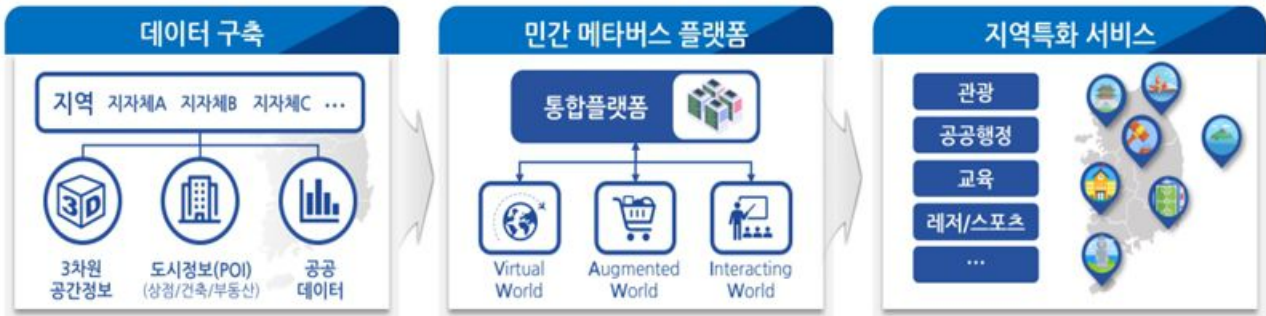 데이터 구축
지역 지자체A 지자체B 지자체C ...
3D
3차원
공간정보
도시정보(POI)
(상점/건축/부동산)
공공
데이터
민간 메타버스 플랫폼
통합플랫폼
Virtual
World
Augmented
World
Interacting
World
지역특화 서비스
관광
공공행정
교육
레저/스포츠
...